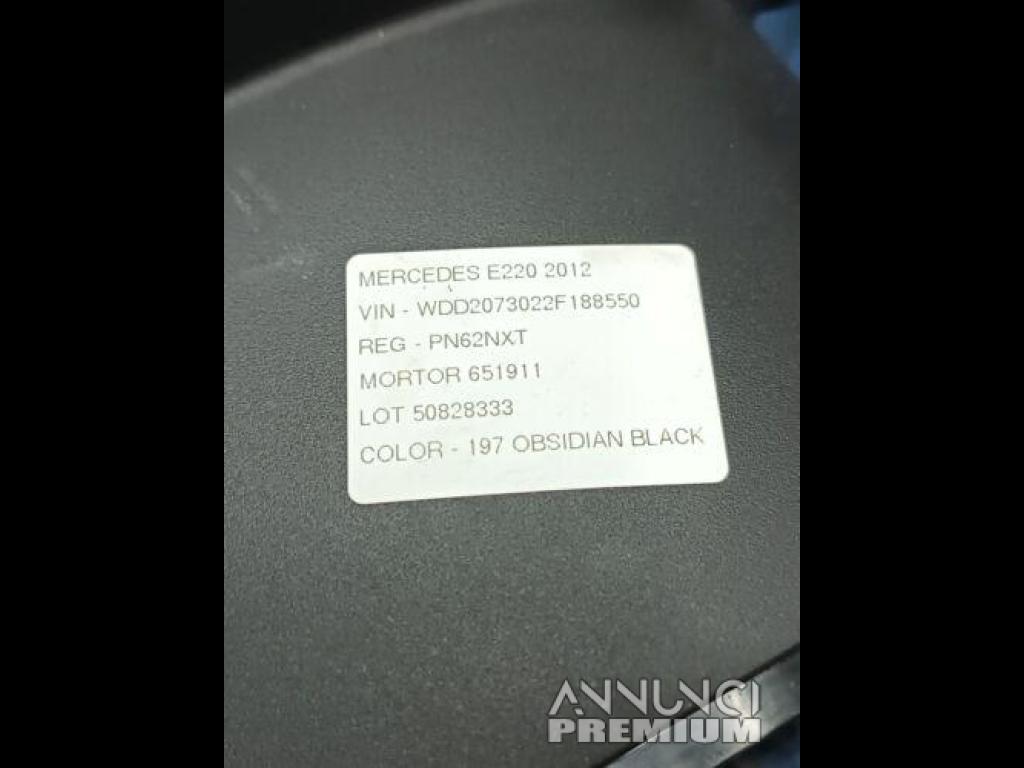 MERCEDES E220 2012
VIN - WDD2073022F188550
REG - PN62NXT
MORTOR 651911
LOT 50828333
COLOR - 197 OBSIDIAN BLACK
ANNUNCI
PREMIUM